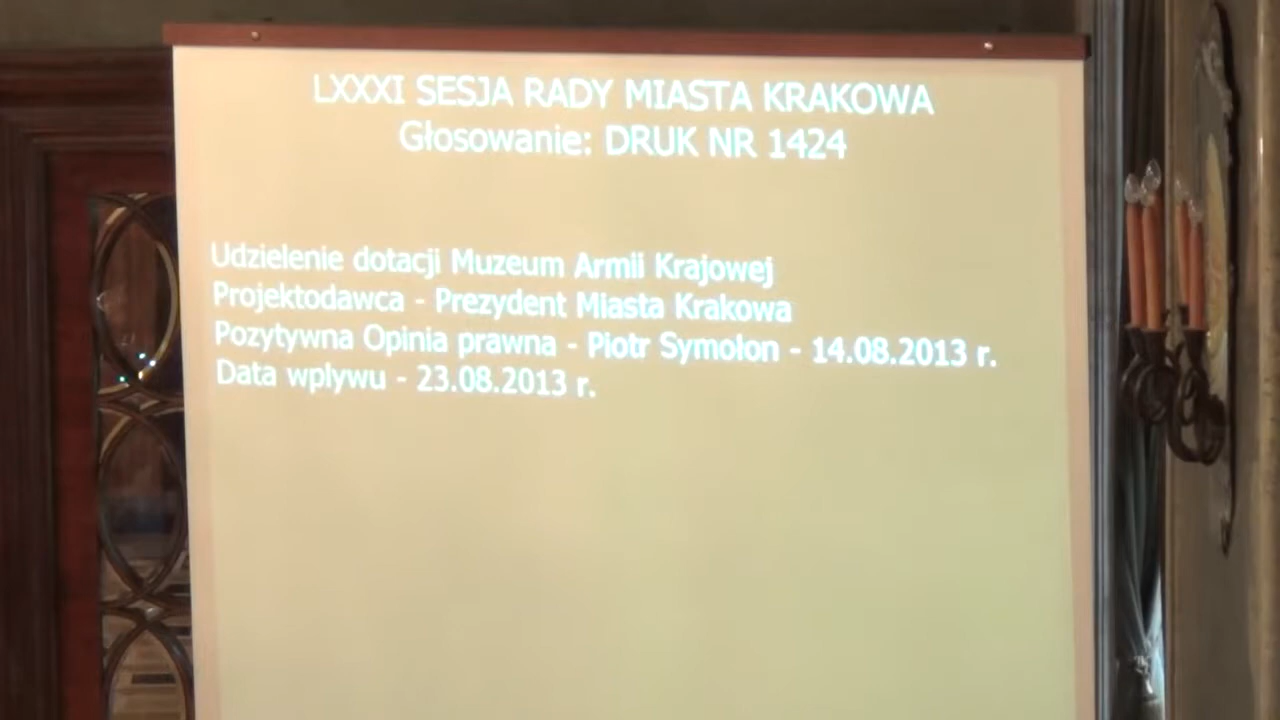 LXXXI SESJA RADY MIASTA KRAKOWA
Głosowanie: DRUK NR 1424
Udzielenie dotacji Muzeum Armii Krajowej
Projektodawca - Prezydent Miasta Krakowa
Pozytywna Opinia prawna - Piotr Symołon - 14.08.2013 r.
Data wpływu - 23.08.2013 r.